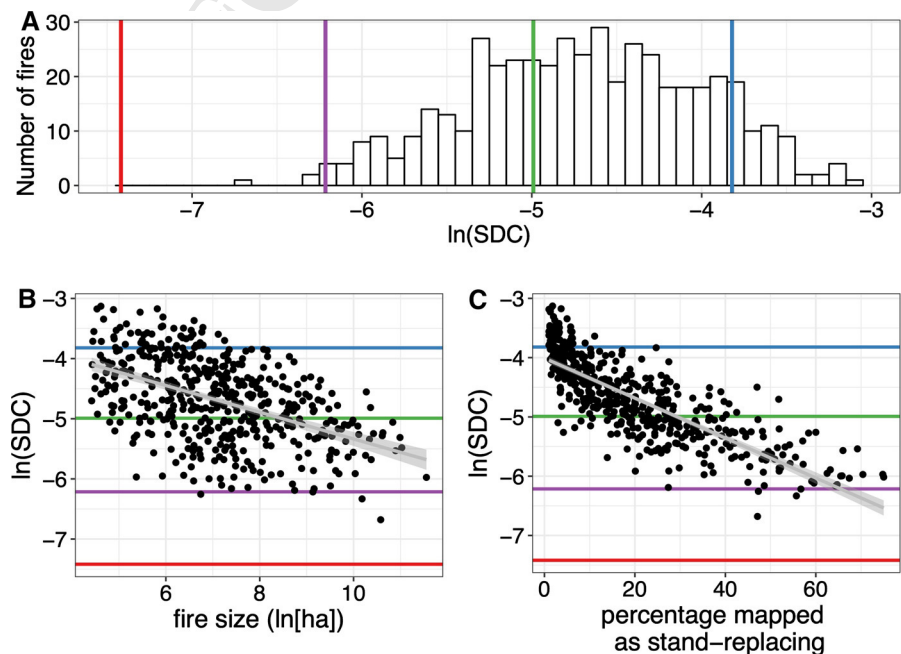 A
Number of fires
30
20
10
0
−7
−6
−5
−4
−3
ln(SDC)
B
ln(SDC)
−3
−4
−5
−6
−7
6
8
10
fire size (ln[ha])
C
ln(SDC)
−3
−4
−5
−6
−7
0
20
40
60
percentage mapped
as stand−replacing